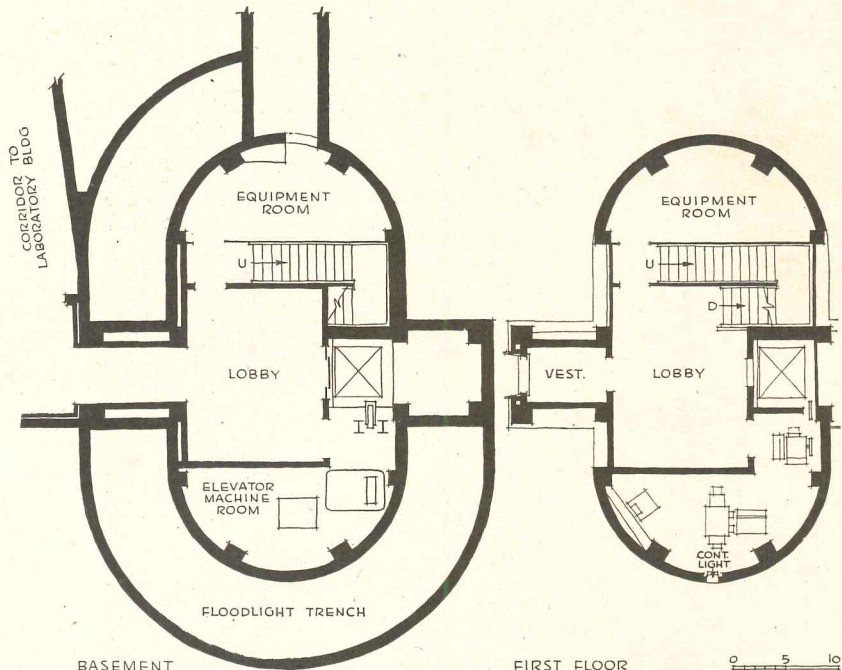 CORRIDOR TO
LABORATORY BLDG
EQUIPMENT
ROOM
U
LOBBY
ELEVATOR
MACHINE
ROOM
FLOODLIGHT TRENCH
BASEMENT
EQUIPMENT
ROOM
U
D
VEST.
LOBBY
CONT.
LIGHT
FIRST FLOOR
0 5 10